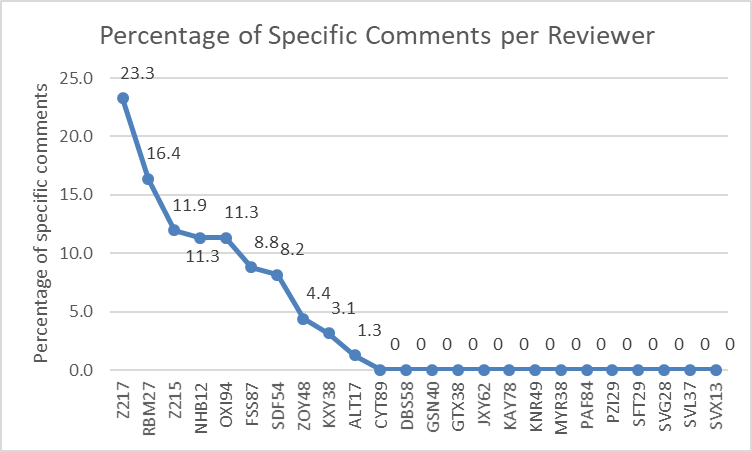 Percentage of Specific Comments per Reviewer
Percentage of specific comments
25.0
20.0
15.0
10.0
5.0
0.0
23.3
16.4
11.9
11.3
11.3
8.8
8.2
4.4
3.1
1.3
0 0 0 0 0 0 0 0 0 0 0 0 0 0
Z217
RBM27
Z215
NHB12
OXI94
FSS87
SDF54
ZOY48
KXY38
ALT17
CYT89
DBS58
GSN40
GTX38
JXY62
KAY78
KNR49
MYR38
PAF84
PZI29
SFT29
SVG28
SVL37
SVX13